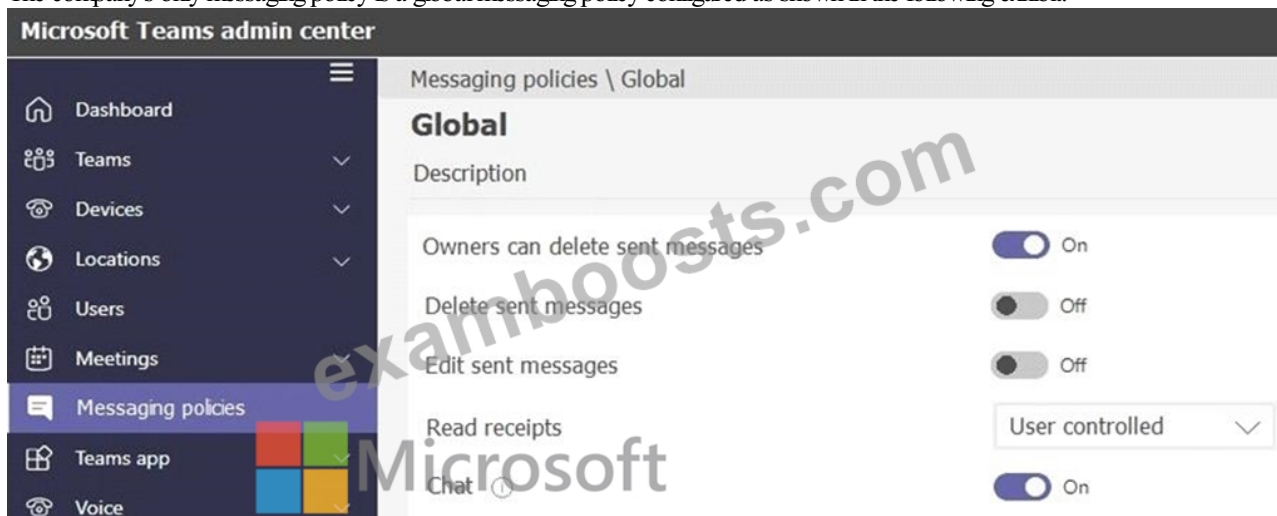 The company's only messaging policy is a global messaging policy configured as shown in the following exhibit.
Microsoft Teams admin center
Messaging policies \ Global
Dashboard
Global
Teams
Description
Devices
Owners can delete sent messages On
Locations
Delete sent messages Off
Users
Edit sent messages Off
Meetings
Messaging policies
Read receipts User controlled
Teams app
Chat On
Voice
examboosts.com
Microsoft